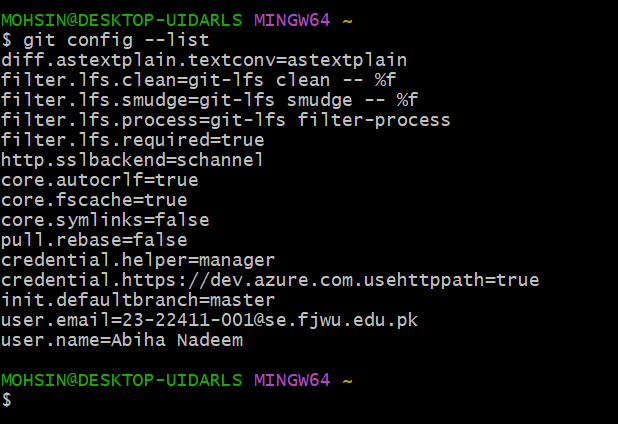 MOHSIN@DESKTOP-UIDARLS MINGW64 ~
$ git config --list
diff.astextplain.textconv=astextplain
filter.lfs.clean=git-lfs clean -- %f
filter.lfs.smudge=git-lfs smudge -- %f
filter.lfs.process=git-lfs filter-process
filter.lfs.required=true
http.sslbackend=schannel
core.autocrlf=true
core.fscache=true
core.symlinks=false
pull.rebase=false
credential.helper=manager
credential.https://dev.azure.com.usehttppath=true
init.defaultbranch=master
user.email=23-22411-001@se.fjwu.edu.pk
user.name=Abiha Nadeem
MOHSIN@DESKTOP-UIDARLS MINGW64 ~
$